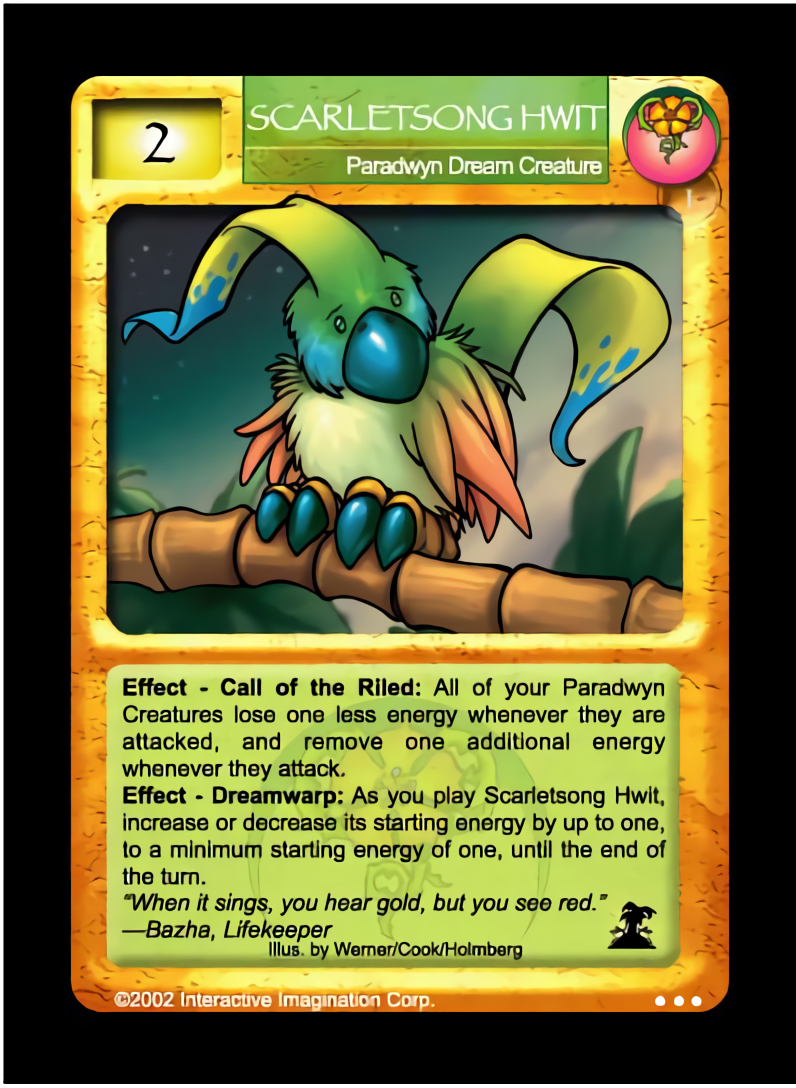 2
SCARLETSONG HWIT
Paradwyn Dream Creature
1
Effect - Call of the Riled: All of your Paradwyn
Creatures lose one less energy whenever they are
attacked, and remove one additional energy
whenever they attack.
Effect - Dreamwarp: As you play Scarletsong Hwit,
increase or decrease its starting energy by up to one,
to a minimum starting energy of one, until the end of
the turn.
"When it sings, you hear gold, but you see red."
—Bazha, Lifekeeper
Illus. by Werner/Cook/Holmberg
©2002 Interactive Imagination Corp.